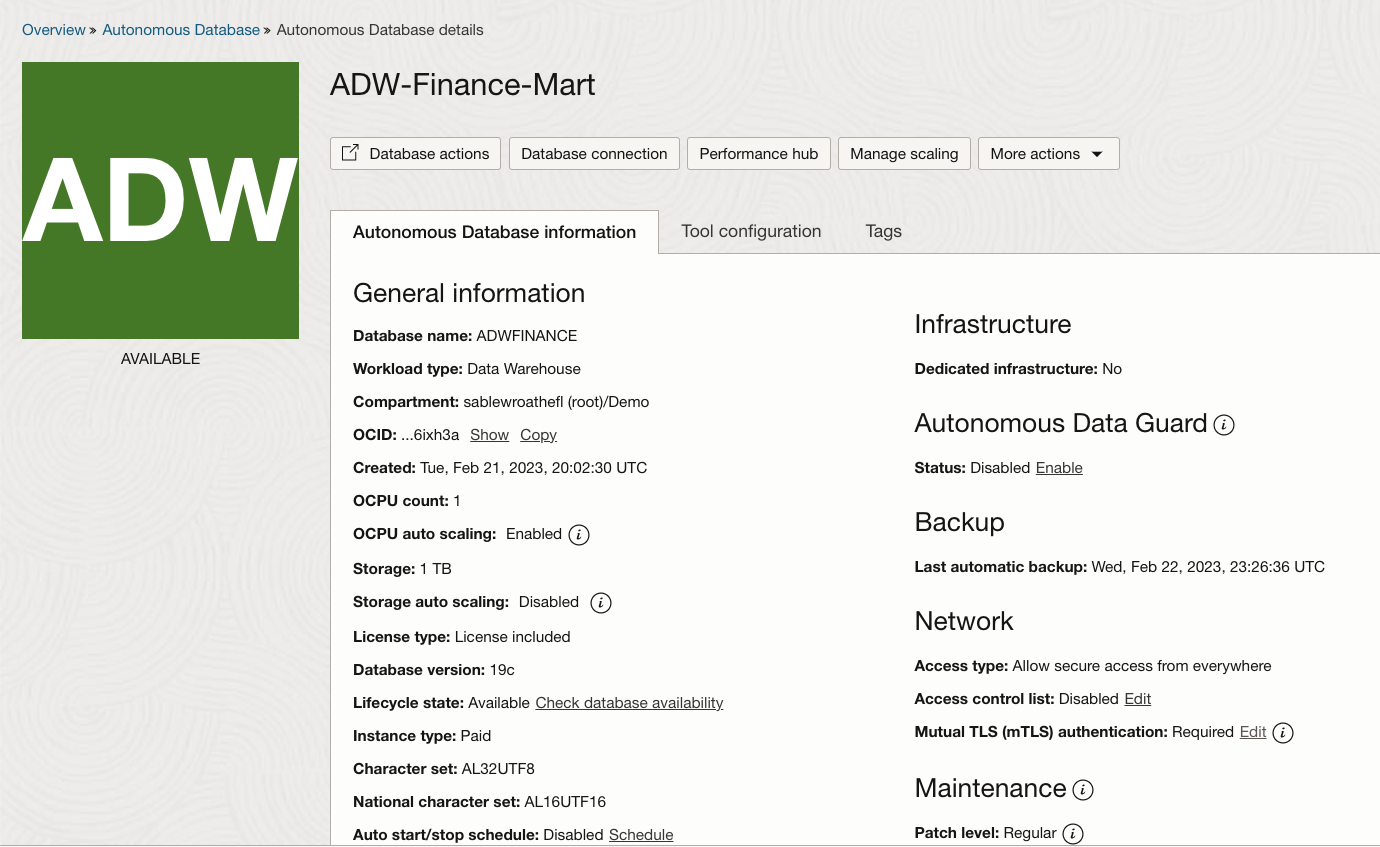 Overview » Autonomous Database » Autonomous Database details
ADW
AVAILABLE
ADW-Finance-Mart
Database actions
Database connection
Performance hub
Manage scaling
More actions
Autonomous Database information
Tool configuration
Tags
General information
Database name: ADWFINANCE
Workload type: Data Warehouse
Compartment: sablewroathefl (root)/Demo
OCID: ...6ixh3a Show Copy
Created: Tue, Feb 21, 2023, 20:02:30 UTC
OCPU count: 1
OCPU auto scaling: Enabled i
Storage: 1 TB
Storage auto scaling: Disabled i
License type: License included
Database version: 19c
Lifecycle state: Available Check database availability
Instance type: Paid
Character set: AL32UTF8
National character set: AL16UTF16
Auto start/stop schedule: Disabled Schedule
Infrastructure
Dedicated infrastructure: No
Autonomous Data Guard i
Status: Disabled Enable
Backup
Last automatic backup: Wed, Feb 22, 2023, 23:26:36 UTC
Network
Access type: Allow secure access from everywhere
Access control list: Disabled Edit
Mutual TLS (mTLS) authentication: Required Edit i
Maintenance i
Patch level: Regular i